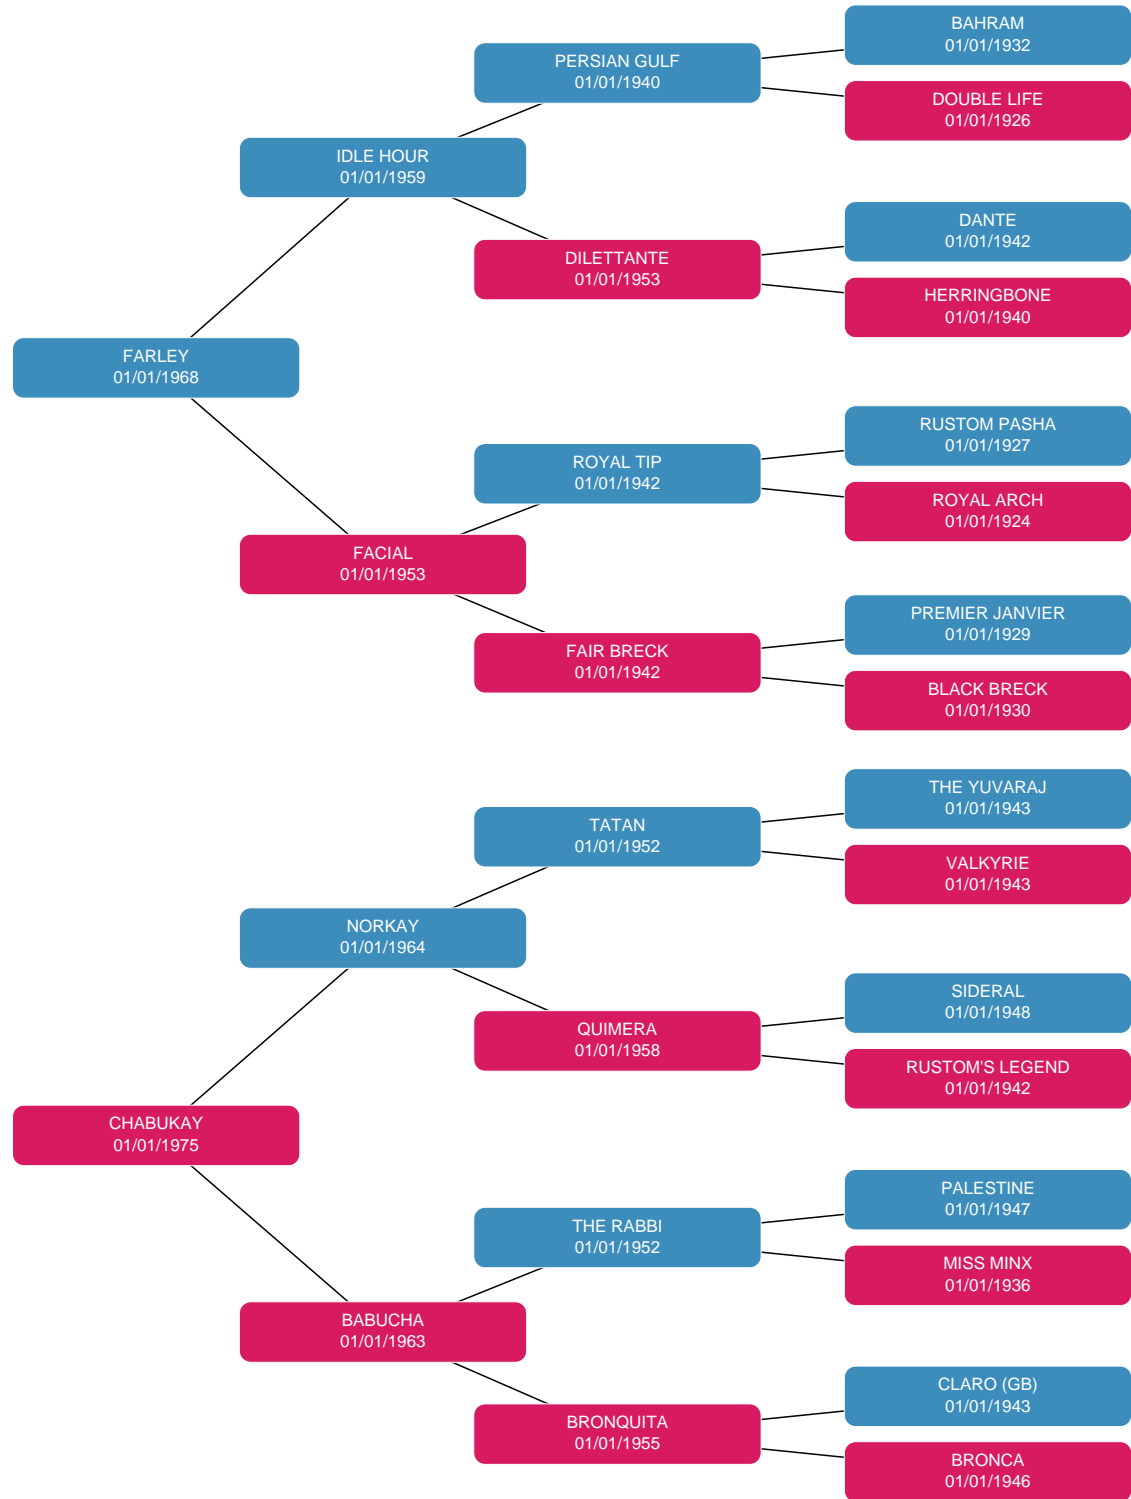 BAHRAM
01/01/1932
PERSIAN GULF
01/01/1940
DOUBLE LIFE
01/01/1926
IDLE HOUR
01/01/1959
DANTE
01/01/1942
DILETTANTE
01/01/1953
HERRINGBONE
01/01/1940
FARLEY
01/01/1968
RUSTOM PASHA
01/01/1927
ROYAL TIP
01/01/1942
ROYAL ARCH
01/01/1924
FACIAL
01/01/1953
PREMIER JANVIER
01/01/1929
FAIR BRECK
01/01/1942
BLACK BRECK
01/01/1930
THE YUVARAJ
01/01/1943
TATAN
01/01/1952
VALKYRIE
01/01/1943
NORKAY
01/01/1964
SIDERAL
01/01/1948
QUIMERA
01/01/1958
RUSTOM'S LEGEND
01/01/1942
CHABUKAY
01/01/1975
PALESTINE
01/01/1947
THE RABBI
01/01/1952
MISS MINX
01/01/1936
BABUCHA
01/01/1963
CLARO (GB)
01/01/1943
BRONQUITA
01/01/1955
BRONCA
01/01/1946